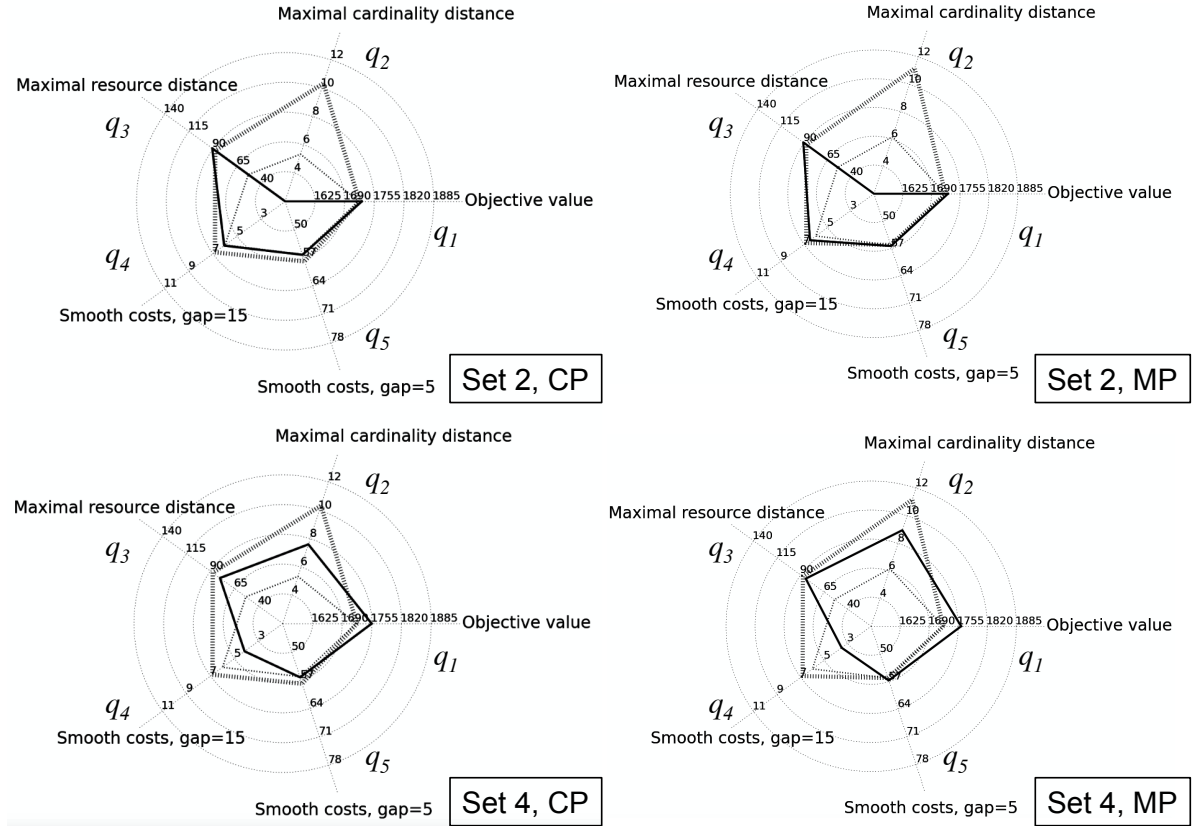 Maximal cardinality distance
12
q2
Maximal resource distance
10
140
8
q3
115
90
6
65
4
40
1625 1690 1755 1820 1885
Objective value
3
50
q1
5
7
57
q4
9
64
11
71
Smooth costs, gap=15
78
q5
Smooth costs, gap=5
Set 2, CP
Maximal cardinality distance
12
q2
Maximal resource distance
10
140
8
q3
115
90
6
65
4
40
1625 1690 1755 1820 1885
Objective value
3
50
q1
5
7
57
q4
9
64
11
71
Smooth costs, gap=15
78
q5
Smooth costs, gap=5
Set 2, MP
Maximal cardinality distance
12
q2
Maximal resource distance
10
140
8
q3
115
90
6
65
4
40
1625 1690 1755 1820 1885
Objective value
3
50
q1
5
7
57
q4
9
64
11
71
Smooth costs, gap=15
78
q5
Smooth costs, gap=5
Set 4, CP
Maximal cardinality distance
12
q2
Maximal resource distance
10
140
8
q3
115
90
6
65
4
40
1625 1690 1755 1820 1885
Objective value
3
50
q1
5
7
57
q4
9
64
11
71
Smooth costs, gap=15
78
q5
Smooth costs, gap=5
Set 4, MP